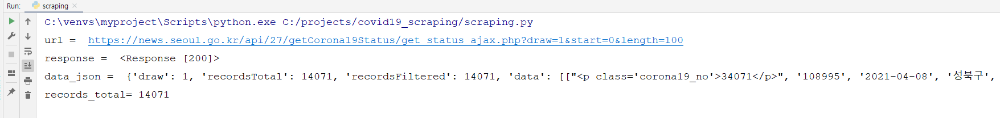 Run: scraping
C:\venvs\myproject\Scripts\python.exe C:/projects/covid19_scraping/scraping.py
url =  https://news.seoul.go.kr/api/27/getCorona19Status/get_status_ajax.php?draw=1&start=0&length=100
response =  <Response [200]>
data_json =  {'draw': 1, 'recordsTotal': 14071, 'recordsFiltered': 14071, 'data': [["<p class='corona19_no'>34071</p>", '108995', '2021-04-08', '성북구',
records_total= 14071